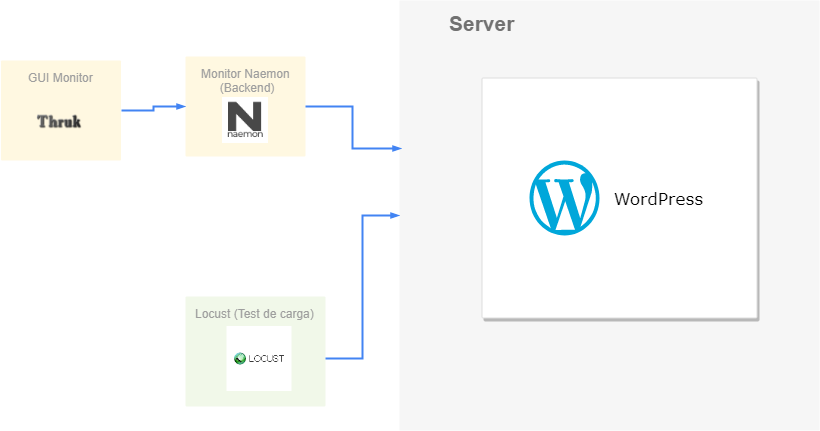 Server
GUI Monitor
Thruk
Monitor Naemon
(Backend)
N
naemon
WordPress
Locust (Test de carga)
LOCUST